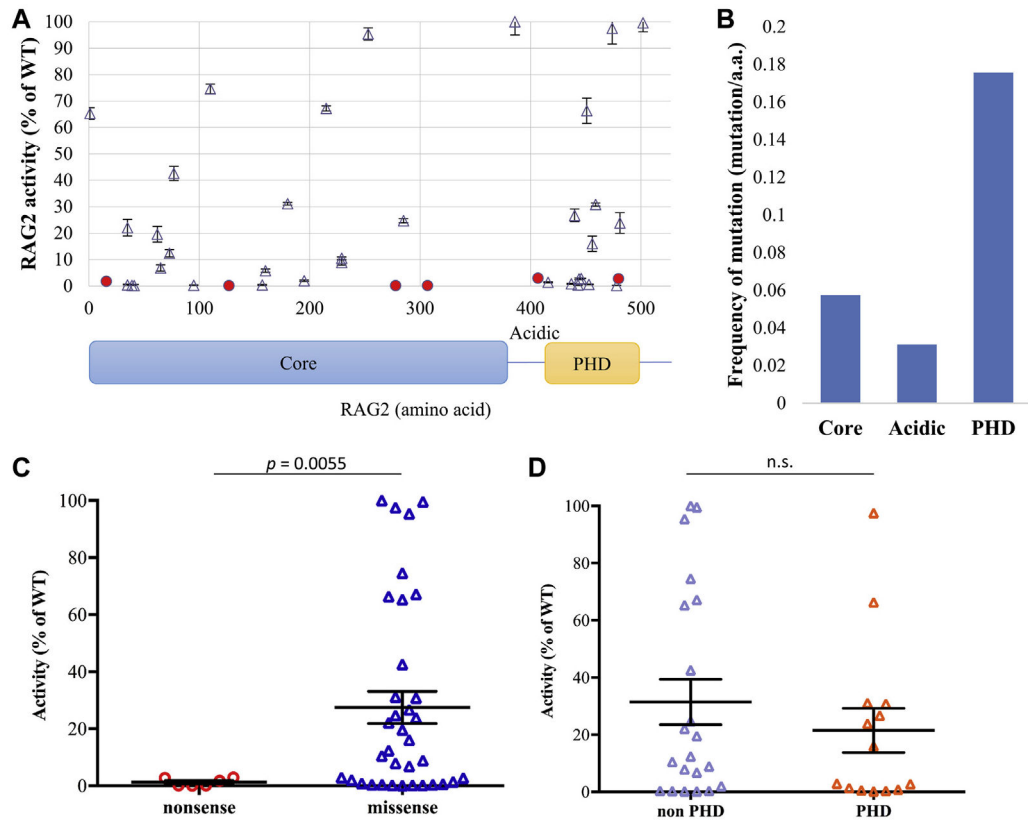 A
RAG2 activity (% of WT)
100
90
80
70
60
50
40
30
20
10
0
0 100 200 300 400 500
Acidic
Core
PHD
RAG2 (amino acid)
B
Frequency of mutation (mutation/a.a.)
0.2
0.18
0.16
0.14
0.12
0.1
0.08
0.06
0.04
0.02
0
Core Acidic PHD
C
p = 0.0055
Activity (% of WT)
100
80
60
40
20
0
nonsense missense
D
n.s.
Activity (% of WT)
100
80
60
40
20
0
non PHD PHD